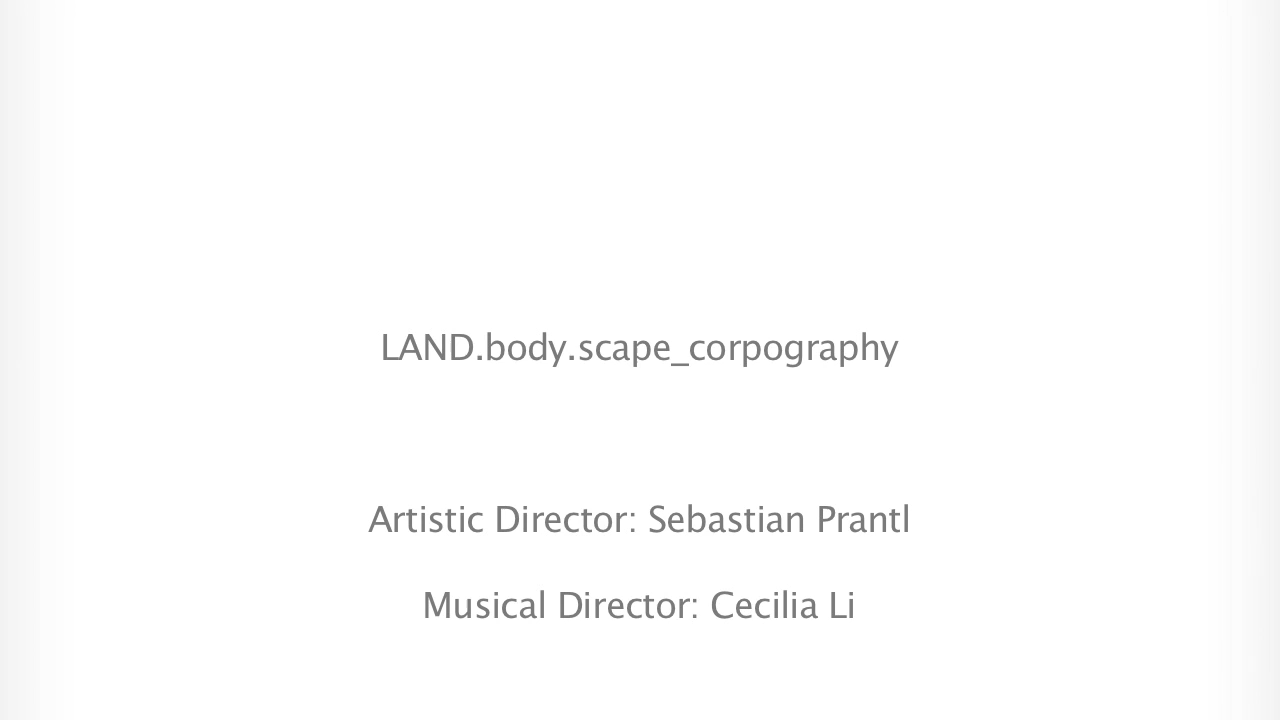 LAND.body.scape_corpography
Artistic Director: Sebastian Prantl
Musical Director: Cecilia Li